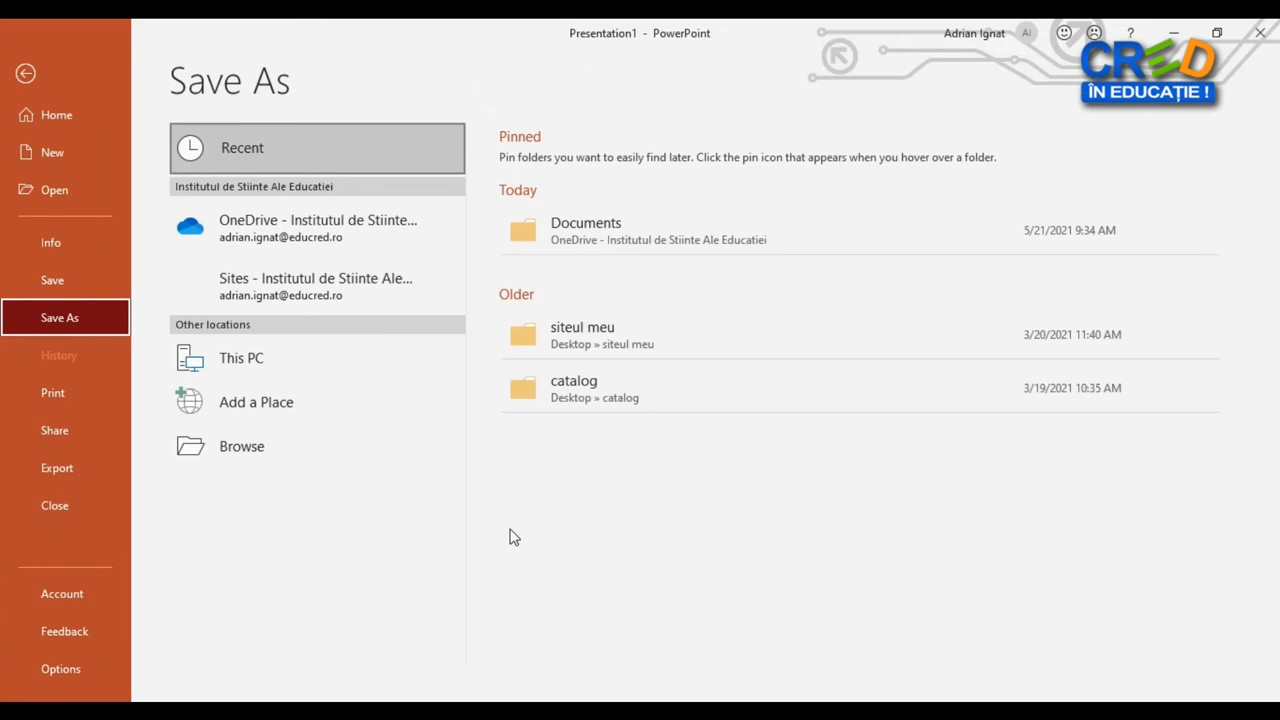 Presentation1 - PowerPoint
Adrian Ignat
AI
?
CRED
ÎN EDUCAȚIE !
Home
New
Open
Info
Save
Save As
History
Print
Share
Export
Close
Account
Feedback
Options
Save As
Recent
Institutul de Stiinte Ale Educatiei
OneDrive - Institutul de Stiinte...
adrian.ignat@educred.ro
Sites - Institutul de Stiinte Ale...
adrian.ignat@educred.ro
Other locations
This PC
Add a Place
Browse
Pinned
Pin folders you want to easily find later. Click the pin icon that appears when you hover over a folder.
Today
Documents
OneDrive - Institutul de Stiinte Ale Educatiei
5/21/2021 9:34 AM
Older
siteul meu
Desktop » siteul meu
3/20/2021 11:40 AM
catalog
Desktop » catalog
3/19/2021 10:35 AM